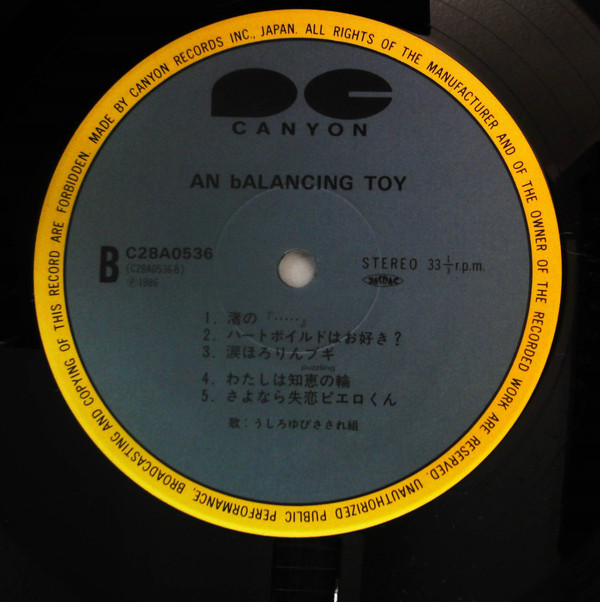 MADE BY CANYON RECORDS INC., JAPAN. ALL RIGHTS OF THE MANUFACTURER AND OF THE OWNER OF THE RECORDED WORK ARE RESERVED. UNAUTHORIZED PUBLIC PERFORMANCE, BROADCASTING AND COPYING OF THIS RECORD ARE FORBIDDEN.
CANYON
AN bALANCING TOY
B
C28A0536
(C28A0536B)
Ⓟ1986
STEREO 33⅓r.p.m.
1. 渚の『……』
2. ハートボイルドはお好き?
3. 涙ほろりんブギ
puzzling
4. わたしは知恵の輪
5. さよなら失恋ピエロくん
歌:うしろゆびさされ組